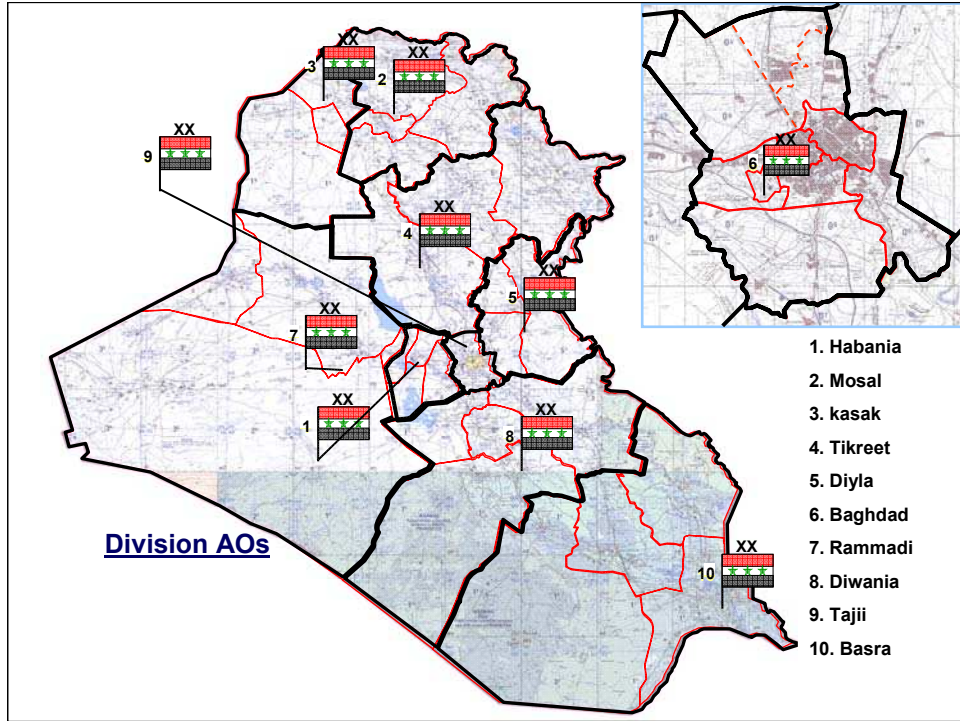 XX
3
XX
2
XX
9
XX
6
XX
4
XX
5
XX
7
XX
1
XX
8
XX
10
Division AOs
1. Habania
2. Mosal
3. kasak
4. Tikreet
5. Diyla
6. Baghdad
7. Rammadi
8. Diwania
9. Tajii
10. Basra